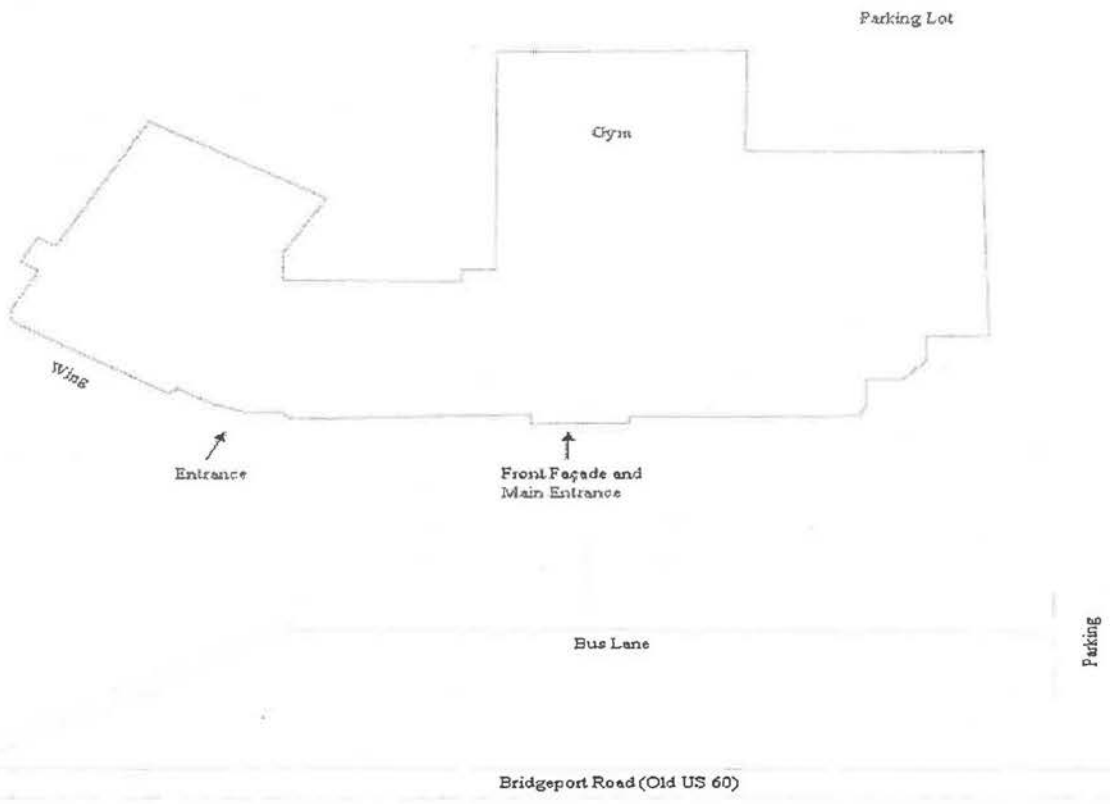 Parking Lot
Gym
Wing
Entrance
Front Façade and
Main Entrance
Bus Lane
Parking
Bridgeport Road (Old US 60)